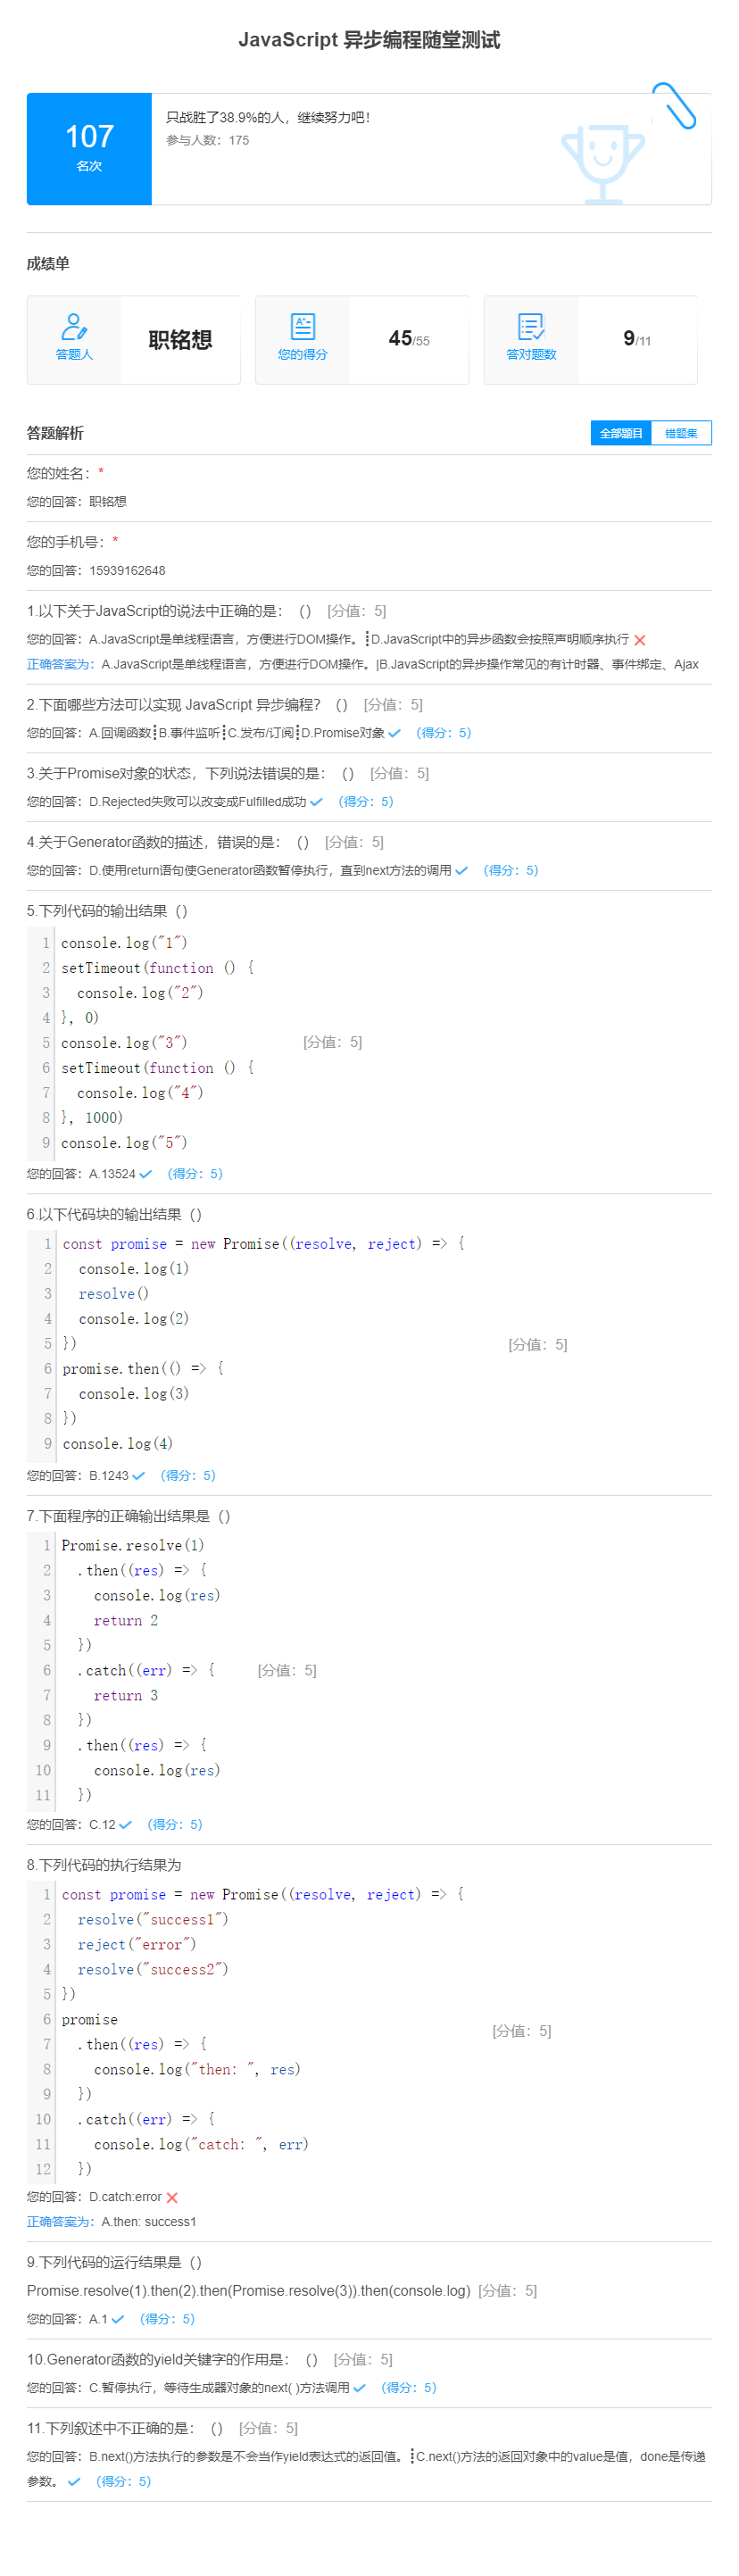 JavaScript 异步编程随堂测试
107
名次
只战胜了38.9%的人，继续努力吧！
参与人数：175
成绩单
答题人
职铭想
您的得分
45/55
答对题数
9/11
答题解析
全部题目
错题集
您的姓名：*
您的回答：职铭想
您的手机号：*
您的回答：15939162648
1.以下关于JavaScript的说法中正确的是：（） [分值：5]
您的回答：A.JavaScript是单线程语言，方便进行DOM操作。┋D.JavaScript中的异步函数会按照声明顺序执行
正确答案为：A.JavaScript是单线程语言，方便进行DOM操作。|B.JavaScript的异步操作常见的有计时器、事件绑定、Ajax
2.下面哪些方法可以实现 JavaScript 异步编程？（） [分值：5]
您的回答：A.回调函数┋B.事件监听┋C.发布/订阅┋D.Promise对象 （得分：5）
3.关于Promise对象的状态，下列说法错误的是：（） [分值：5]
您的回答：D.Rejected失败可以改变成Fulfilled成功 （得分：5）
4.关于Generator函数的描述，错误的是：（） [分值：5]
您的回答：D.使用return语句使Generator函数暂停执行，直到next方法的调用 （得分：5）
5.下列代码的输出结果（）
1 console.log("1")
2 setTimeout(function () {
3   console.log("2")
4 }, 0)
5 console.log("3") [分值：5]
6 setTimeout(function () {
7   console.log("4")
8 }, 1000)
9 console.log("5")
您的回答：A.13524 （得分：5）
6.以下代码块的输出结果（）
1 const promise = new Promise((resolve, reject) => {
2   console.log(1)
3   resolve()
4   console.log(2)
5 }) [分值：5]
6 promise.then(() => {
7   console.log(3)
8 })
9 console.log(4)
您的回答：B.1243 （得分：5）
7.下面程序的正确输出结果是（）
1 Promise.resolve(1)
2   .then((res) => {
3     console.log(res)
4     return 2
5   })
6   .catch((err) => { [分值：5]
7     return 3
8   })
9   .then((res) => {
10     console.log(res)
11   })
您的回答：C.12 （得分：5）
8.下列代码的执行结果为
1 const promise = new Promise((resolve, reject) => {
2   resolve("success1")
3   reject("error")
4   resolve("success2")
5 })
6 promise [分值：5]
7   .then((res) => {
8     console.log("then: ", res)
9   })
10   .catch((err) => {
11     console.log("catch: ", err)
12   })
您的回答：D.catch:error
正确答案为：A.then: success1
9.下列代码的运行结果是（）
Promise.resolve(1).then(2).then(Promise.resolve(3)).then(console.log) [分值：5]
您的回答：A.1 （得分：5）
10.Generator函数的yield关键字的作用是：（） [分值：5]
您的回答：C.暂停执行，等待生成器对象的next( )方法调用 （得分：5）
11.下列叙述中不正确的是：（） [分值：5]
您的回答：B.next()方法执行的参数是不会当作yield表达式的返回值。┋C.next()方法的返回对象中的value是值，done是传递
参数。 （得分：5）